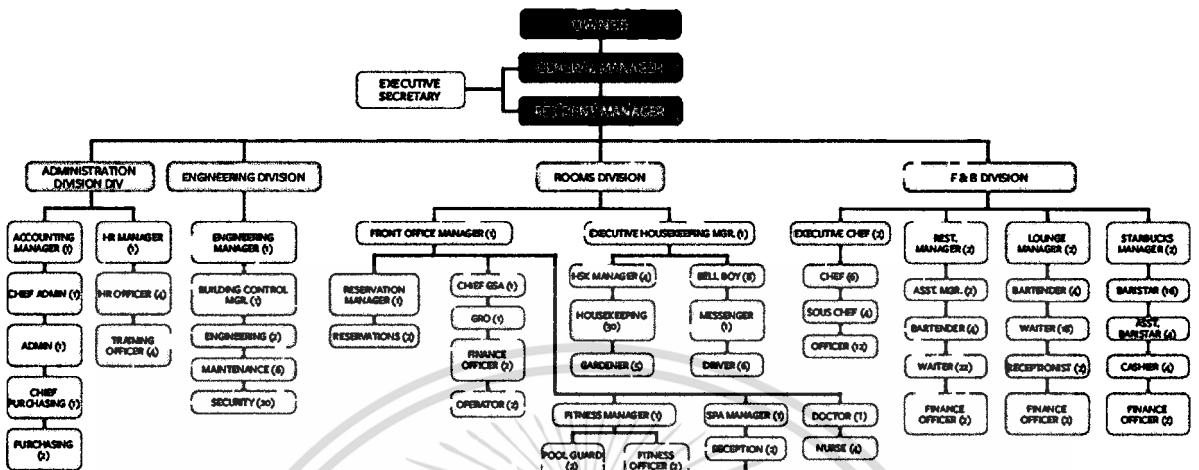 OWNER
GENERAL MANAGER
EXECUTIVE
SECRETARY
RESIDENT MANAGER
ADMINISTRATION
DIVISION DIV
ENGINEERING DIVISION
ROOMS DIVISION
F & B DIVISION
ACCOUNTING
MANAGER (1)
HR MANAGER
(1)
ENGINEERING
MANAGER (1)
FRONT OFFICE MANAGER (1)
EXECUTIVE HOUSEKEEPING MGR. (1)
EXECUTIVE CHEF (2)
REST.
MANAGER (2)
LOUNGE
MANAGER (2)
STARBUCKS
MANAGER (2)
CHIEF ADMIN (1)
HR OFFICER (4)
BUILDING CONTROL
MGR. (1)
RESERVATION
MANAGER (1)
CHIEF GSA (1)
HSK MANAGER (4)
BELL BOY (8)
CHEF (6)
ASST. MGR. (2)
BARTENDER (4)
BARISTAR (16)
ADMIN (1)
TRAINING
OFFICER (4)
ENGINEERING (2)
RESERVATIONS (2)
GRO (1)
HOUSEKEEPING
(30)
MESSENGER
(1)
SOUS CHEF (4)
BARTENDER (4)
WAITER (18)
ASST.
BARISTAR (4)
CHIEF
PURCHASING (1)
MAINTENANCE (6)
FINANCE
OFFICER (2)
GARDENER (5)
DRIVER (6)
OFFICER (12)
WAITER (22)
RECEPTIONIST (2)
CASHIER (4)
PURCHASING
(2)
SECURITY (20)
OPERATOR (2)
FITNESS MANAGER (1)
SPA MANAGER (1)
DOCTOR (1)
FINANCE
OFFICER (2)
FINANCE
OFFICER (2)
FINANCE
OFFICER (2)
POOL GUARD
(2)
FITNESS
OFFICER (2)
RECEPTION (2)
NURSE (4)